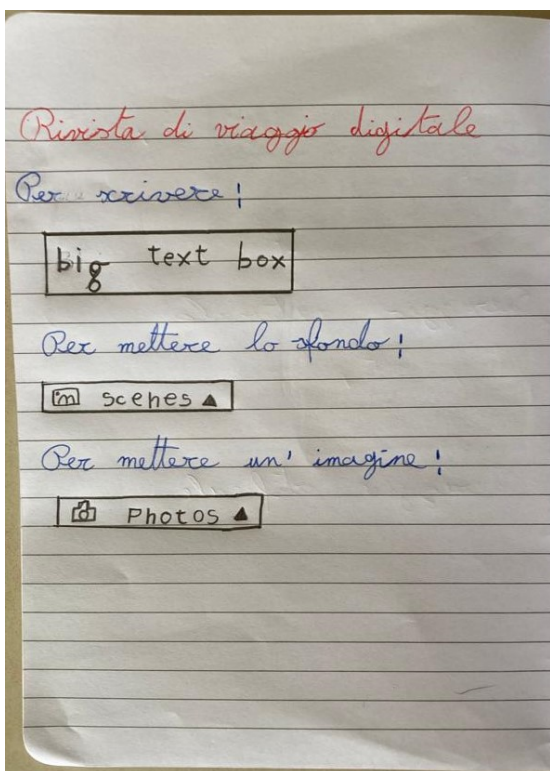 Rivista di viaggio digitale
Per scrivere!
big text box
Per mettere lo sfondo!
scenes ▲
Per mettere un' imagine!
Photos ▲